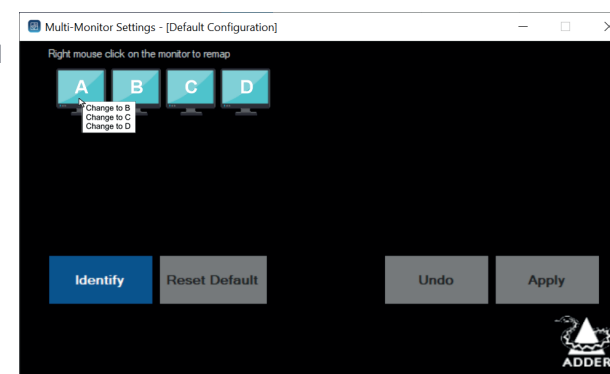 Multi-Monitor Settings - [Default Configuration]
Right mouse click on the monitor to remap
A B C D
Change to B
Change to C
Change to D
Identify Reset Default Undo Apply
ADDER